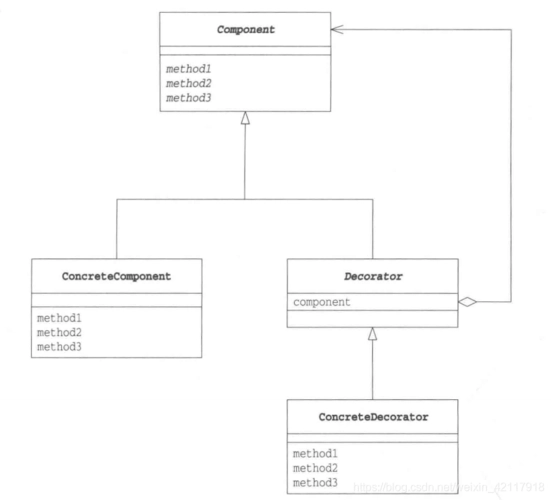 Component
method1
method2
method3
ConcreteComponent
method1
method2
method3
Decorator
component
ConcreteDecorator
method1
method2
method3
https://blog.csdn.net/weixin_42117918